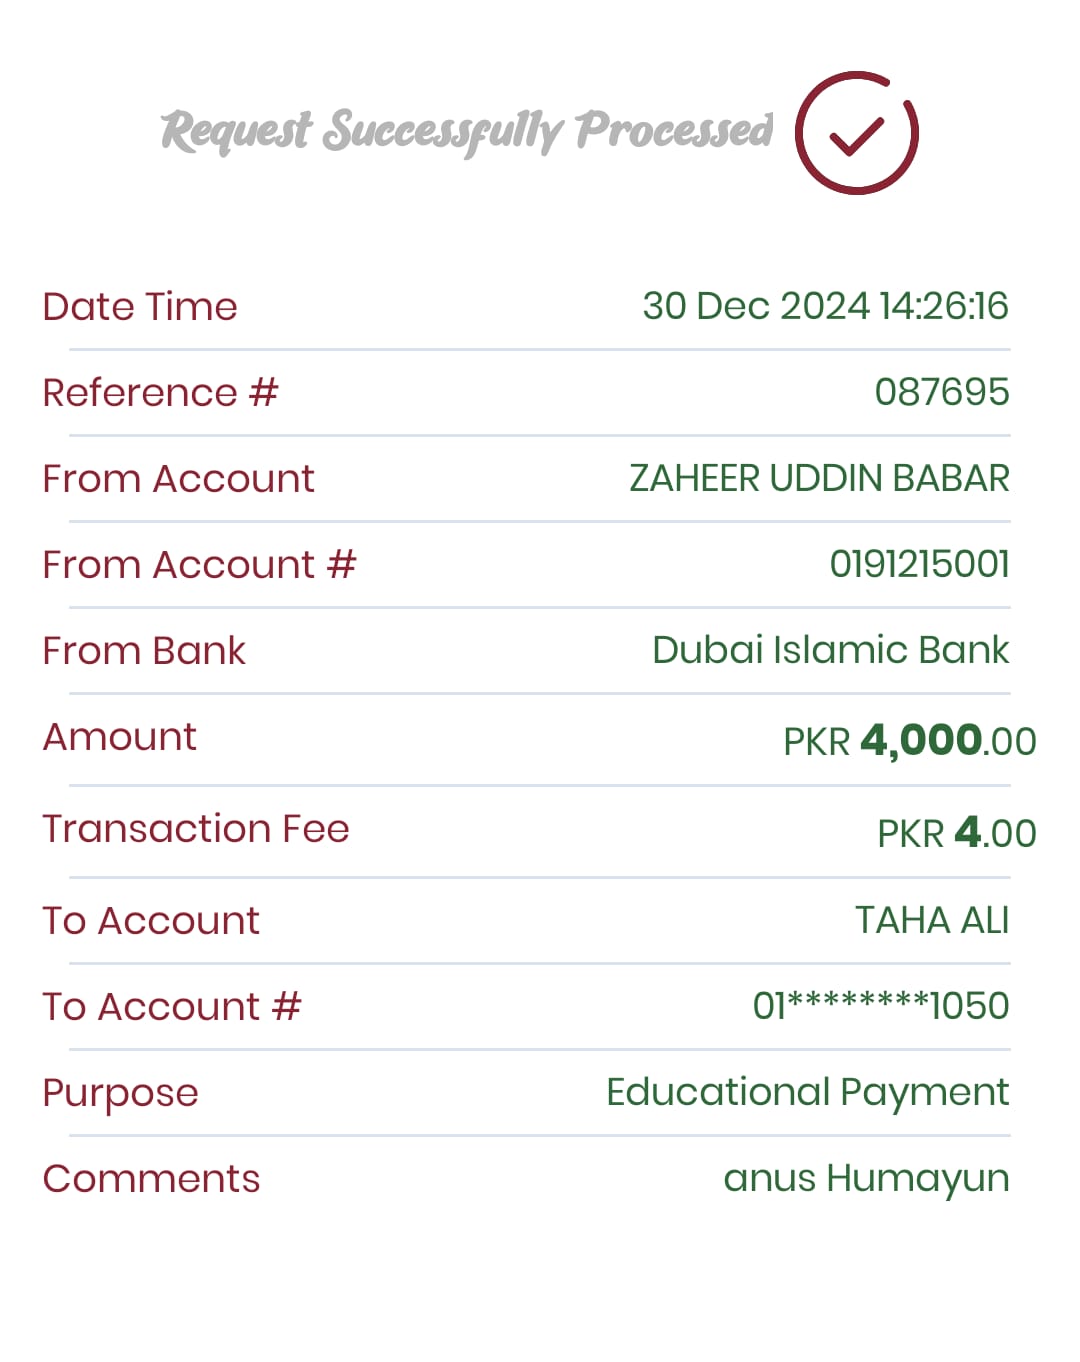 Request Successfully Processed
Date Time 30 Dec 2024 14:26:16
Reference # 087695
From Account ZAHEER UDDIN BABAR
From Account # 0191215001
From Bank Dubai Islamic Bank
Amount PKR 4,000.00
Transaction Fee PKR 4.00
To Account TAHA ALI
To Account # 01********1050
Purpose Educational Payment
Comments anus Humayun